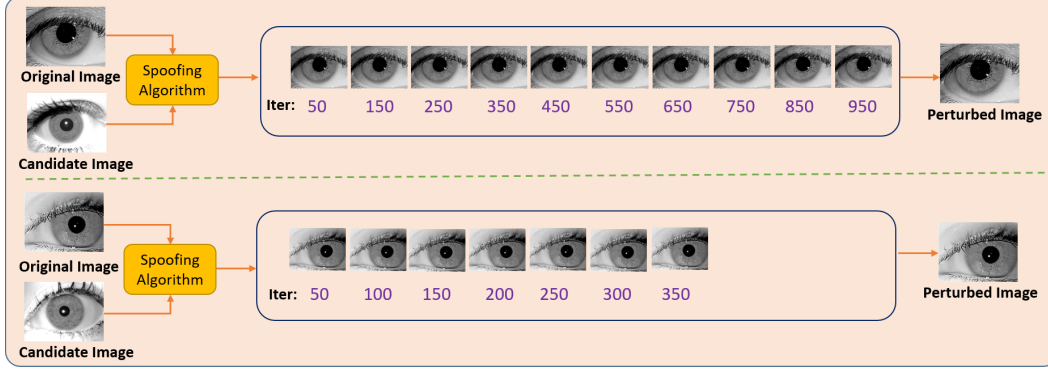 Original Image
Spoofing
Algorithm
Candidate Image
Iter: 50 150 250 350 450 550 650 750 850 950
Perturbed Image
Original Image
Spoofing
Algorithm
Candidate Image
Iter: 50 100 150 200 250 300 350
Perturbed Image